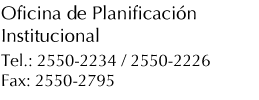 Oficina de Planificación
Institucional
Tel.: 2550-2234 / 2550-2226
Fax: 2550-2795